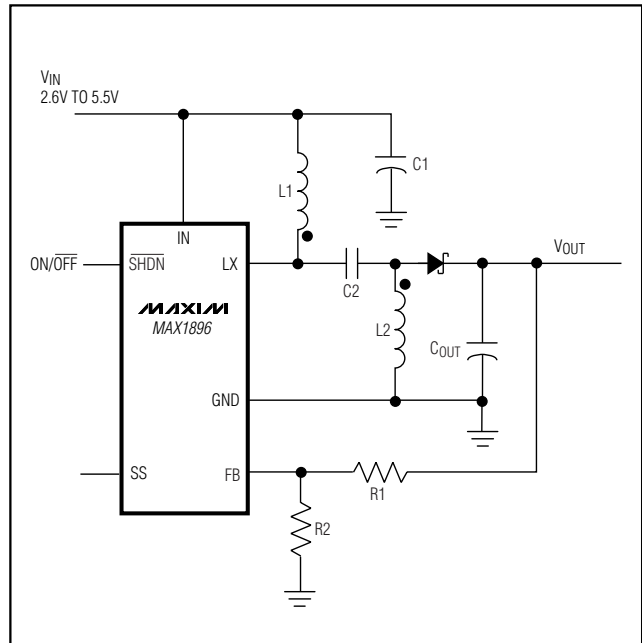 VIN
2.6V TO 5.5V
C1
L1
IN
VOUT
ON/OFF
SHDN
LX
C2
MAXIM
MAX1896
L2
COUT
GND
SS
FB
R1
R2